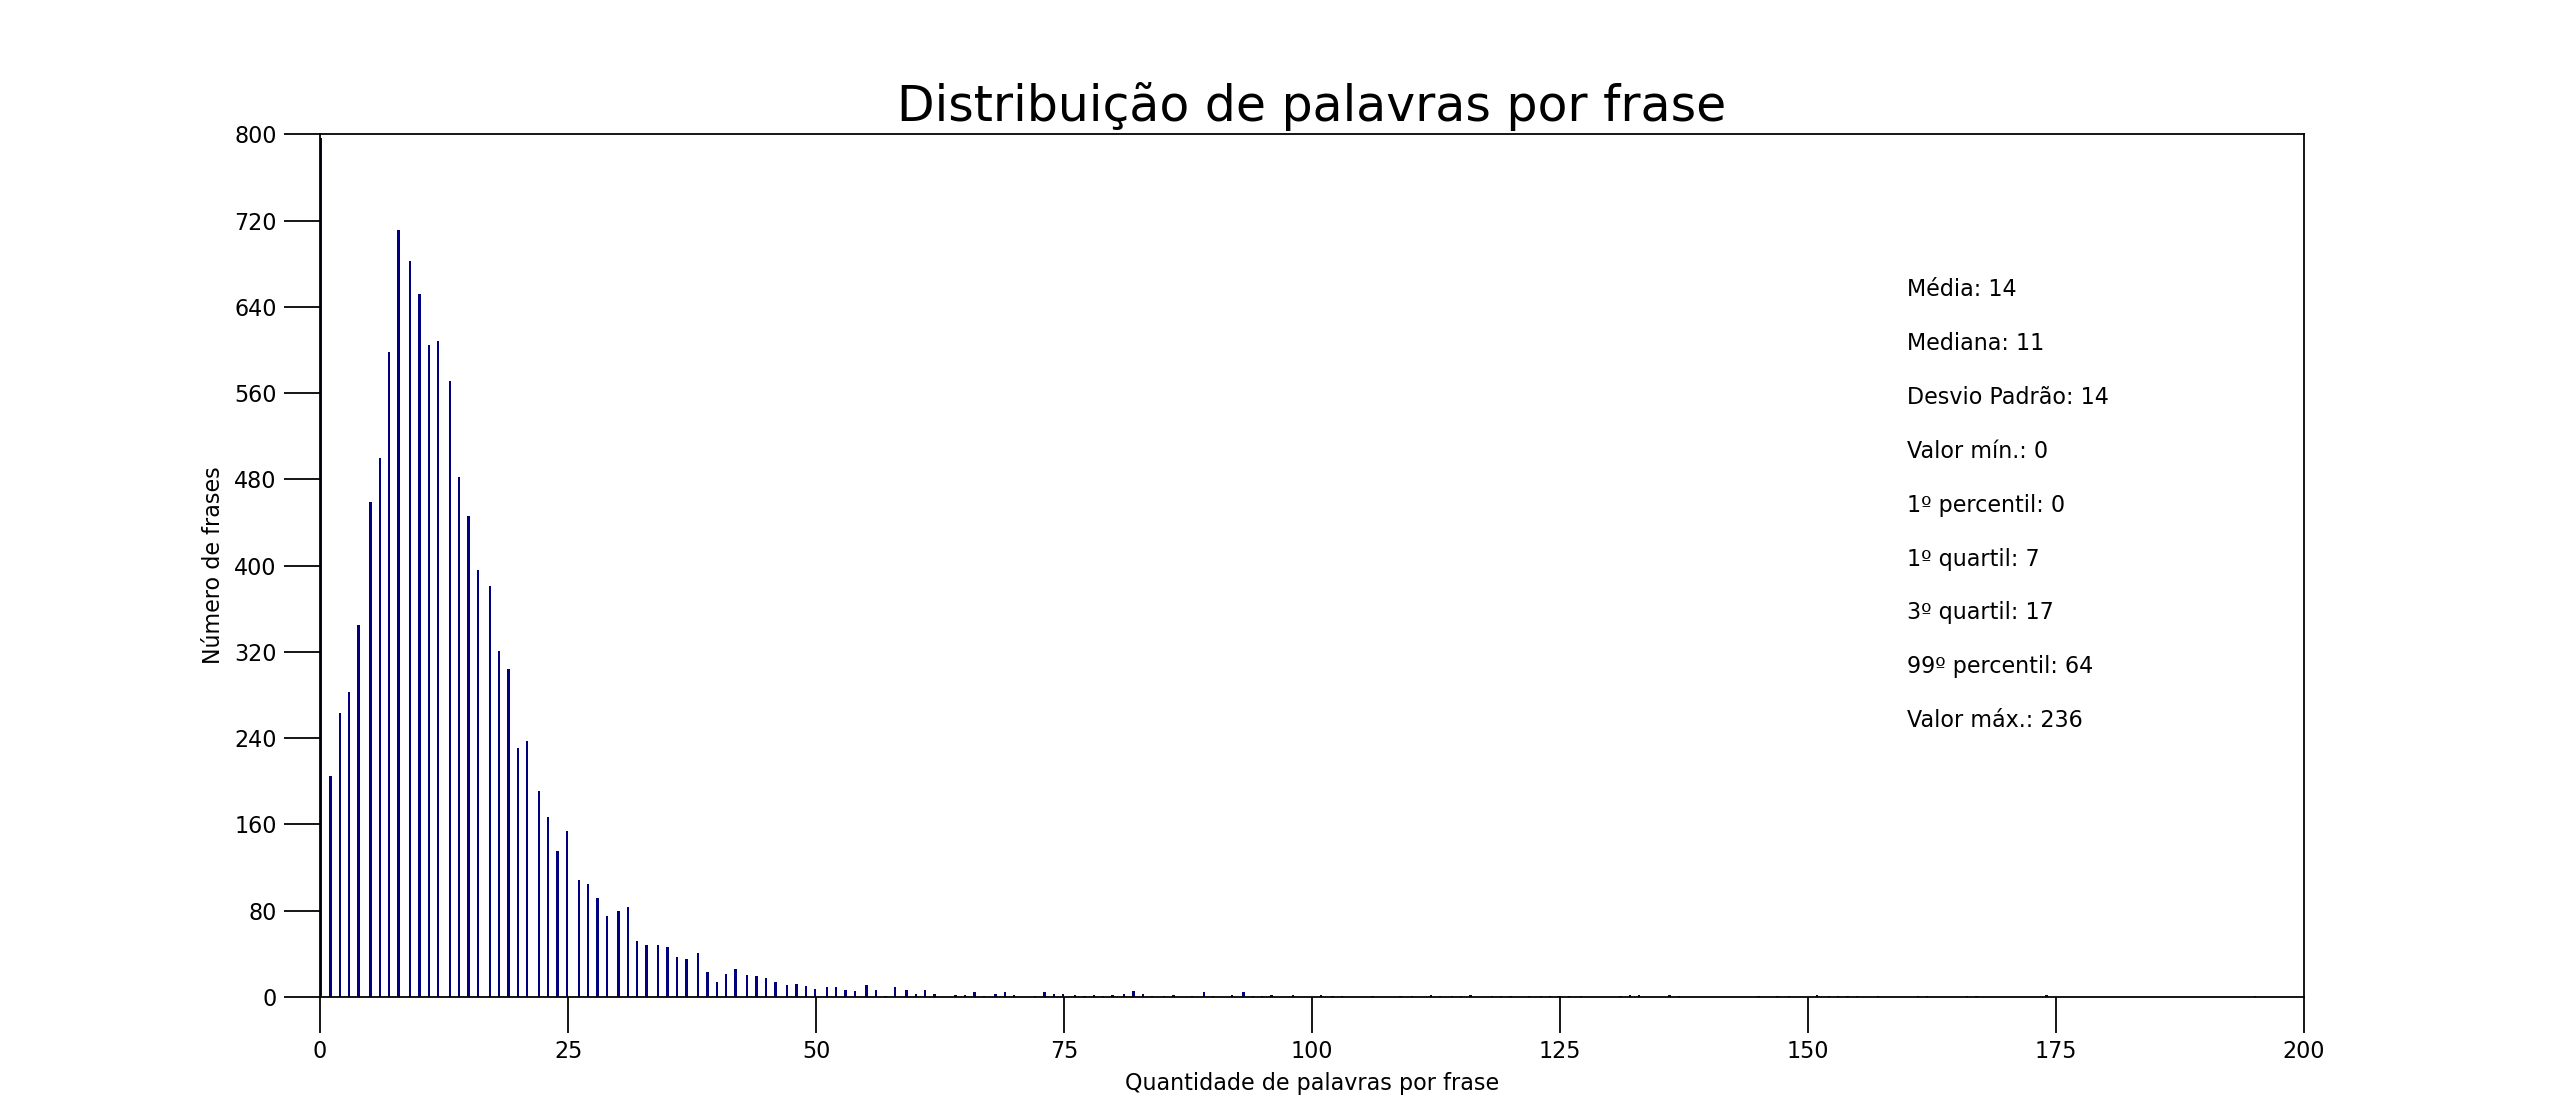 Distribuição de palavras por frase
800
720
640
560
480
400
320
240
160
80
0
Número de frases
Média: 14
Mediana: 11
Desvio Padrão: 14
Valor mín.: 0
1º percentil: 0
1º quartil: 7
3º quartil: 17
99º percentil: 64
Valor máx.: 236
0 25 50 75 100 125 150 175 200
Quantidade de palavras por frase